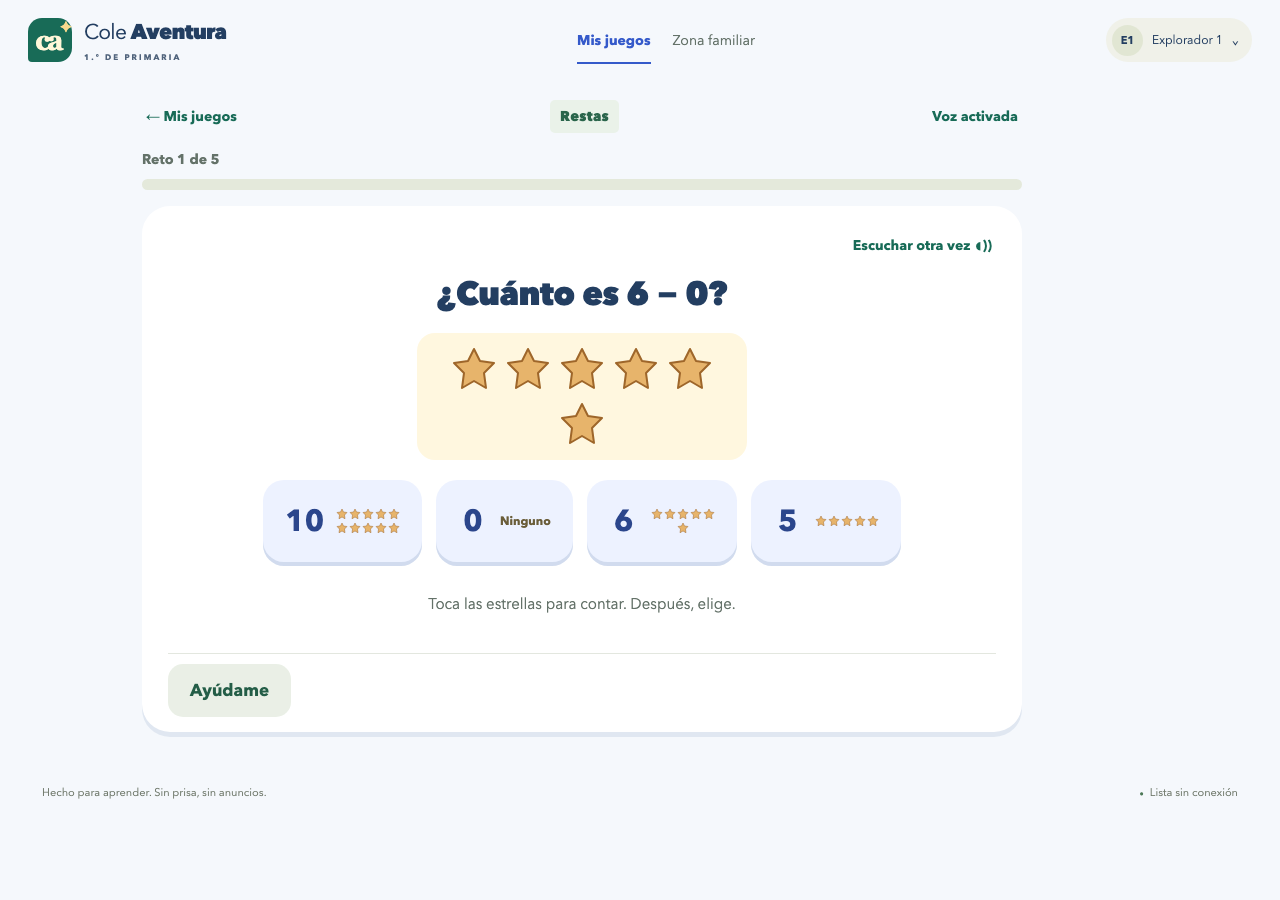 ca
Cole Aventura
1.º DE PRIMARIA
Mis juegos
Zona familiar
E1
Explorador 1
← Mis juegos
Restas
Voz activada
Reto 1 de 5
Escuchar otra vez
¿Cuánto es 6 − 0?
10
0 Ninguno
6
5
Toca las estrellas para contar. Después, elige.
Ayúdame
Hecho para aprender. Sin prisa, sin anuncios.
• Lista sin conexión